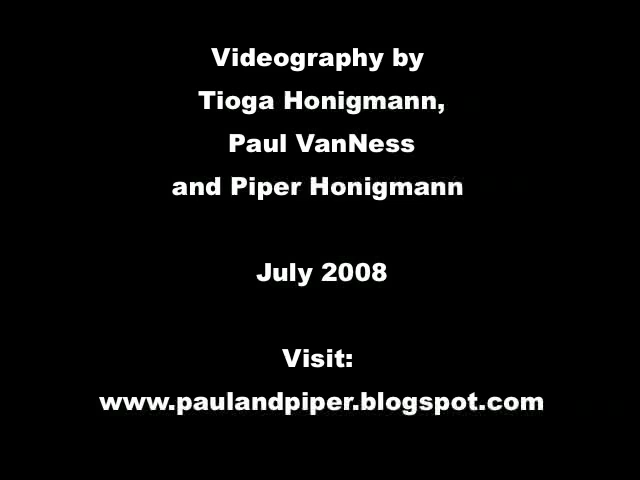 Videography by
Tioga Honigmann,
Paul VanNess
and Piper Honigmann
July 2008
Visit:
www.paulandpiper.blogspot.com